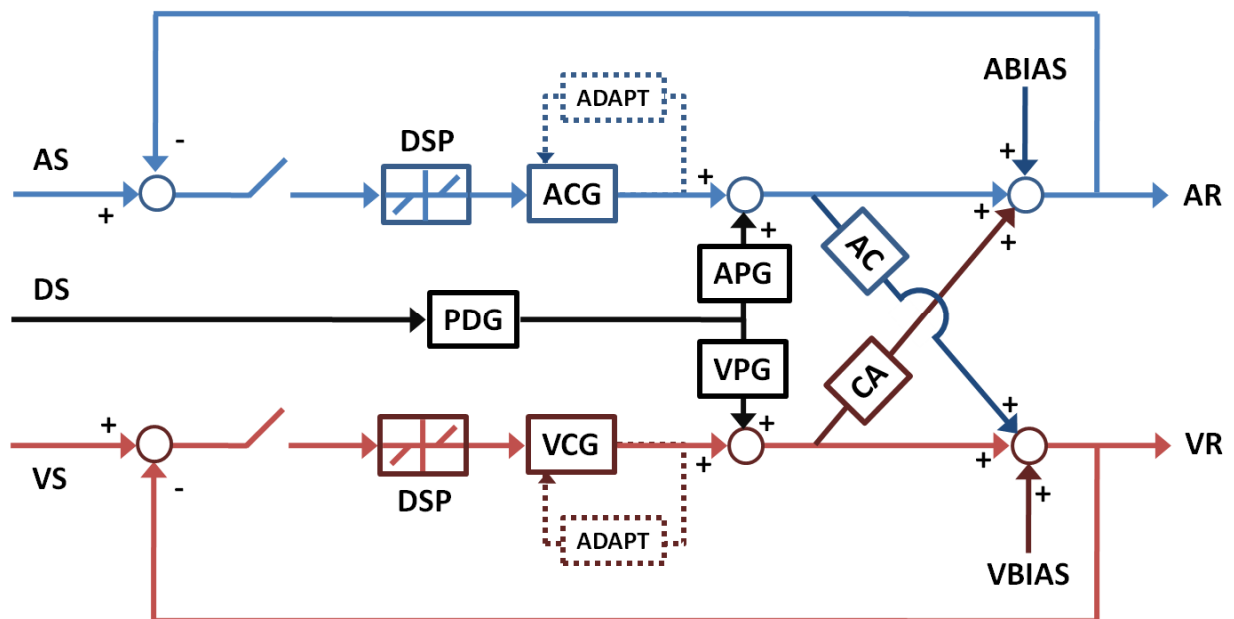 ABIAS
ADAPT
-
DSP
AS
+
+
+
ACG
AR
+
+
+
AC
APG
DS
PDG
VPG
CA
+
+
+
VCG
VR
+
+
VS
-
+
DSP
ADAPT
VBIAS